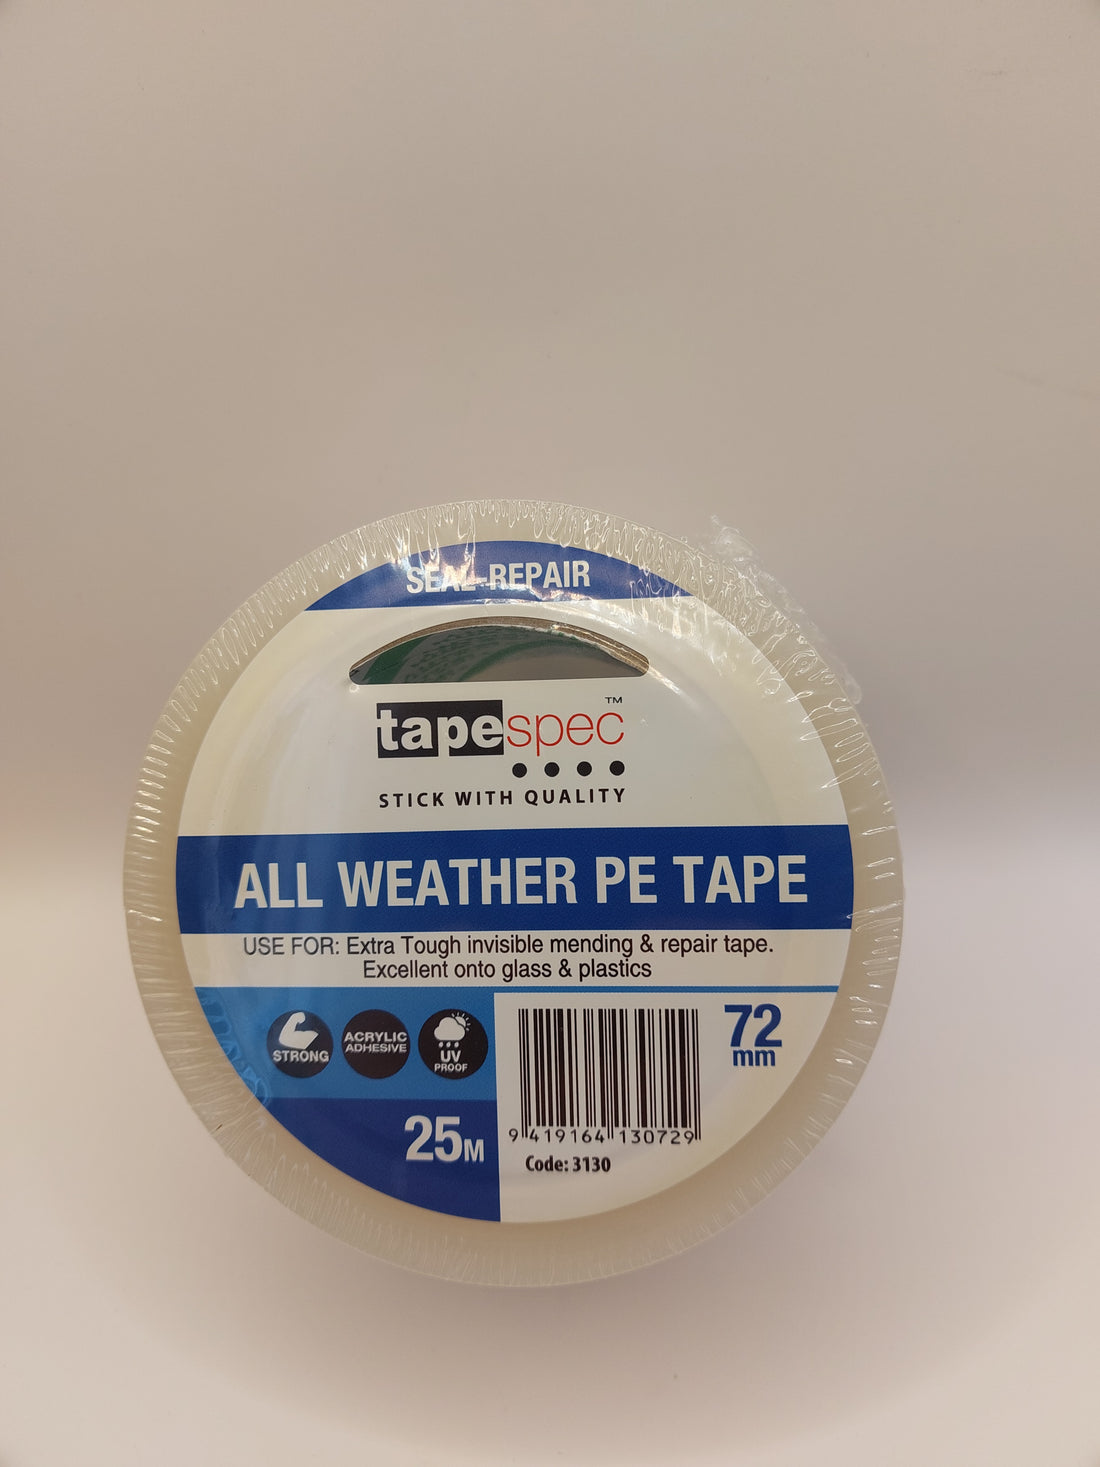 SEAL-REPAIR
tapespec™
STICK WITH QUALITY
ALL WEATHER PE TAPE
USE FOR: Extra Tough invisible mending & repair tape.
Excellent onto glass & plastics
STRONG
ACRYLIC
ADHESIVE
UV
PROOF
72
mm
25M
9 419164 130729
Code: 3130